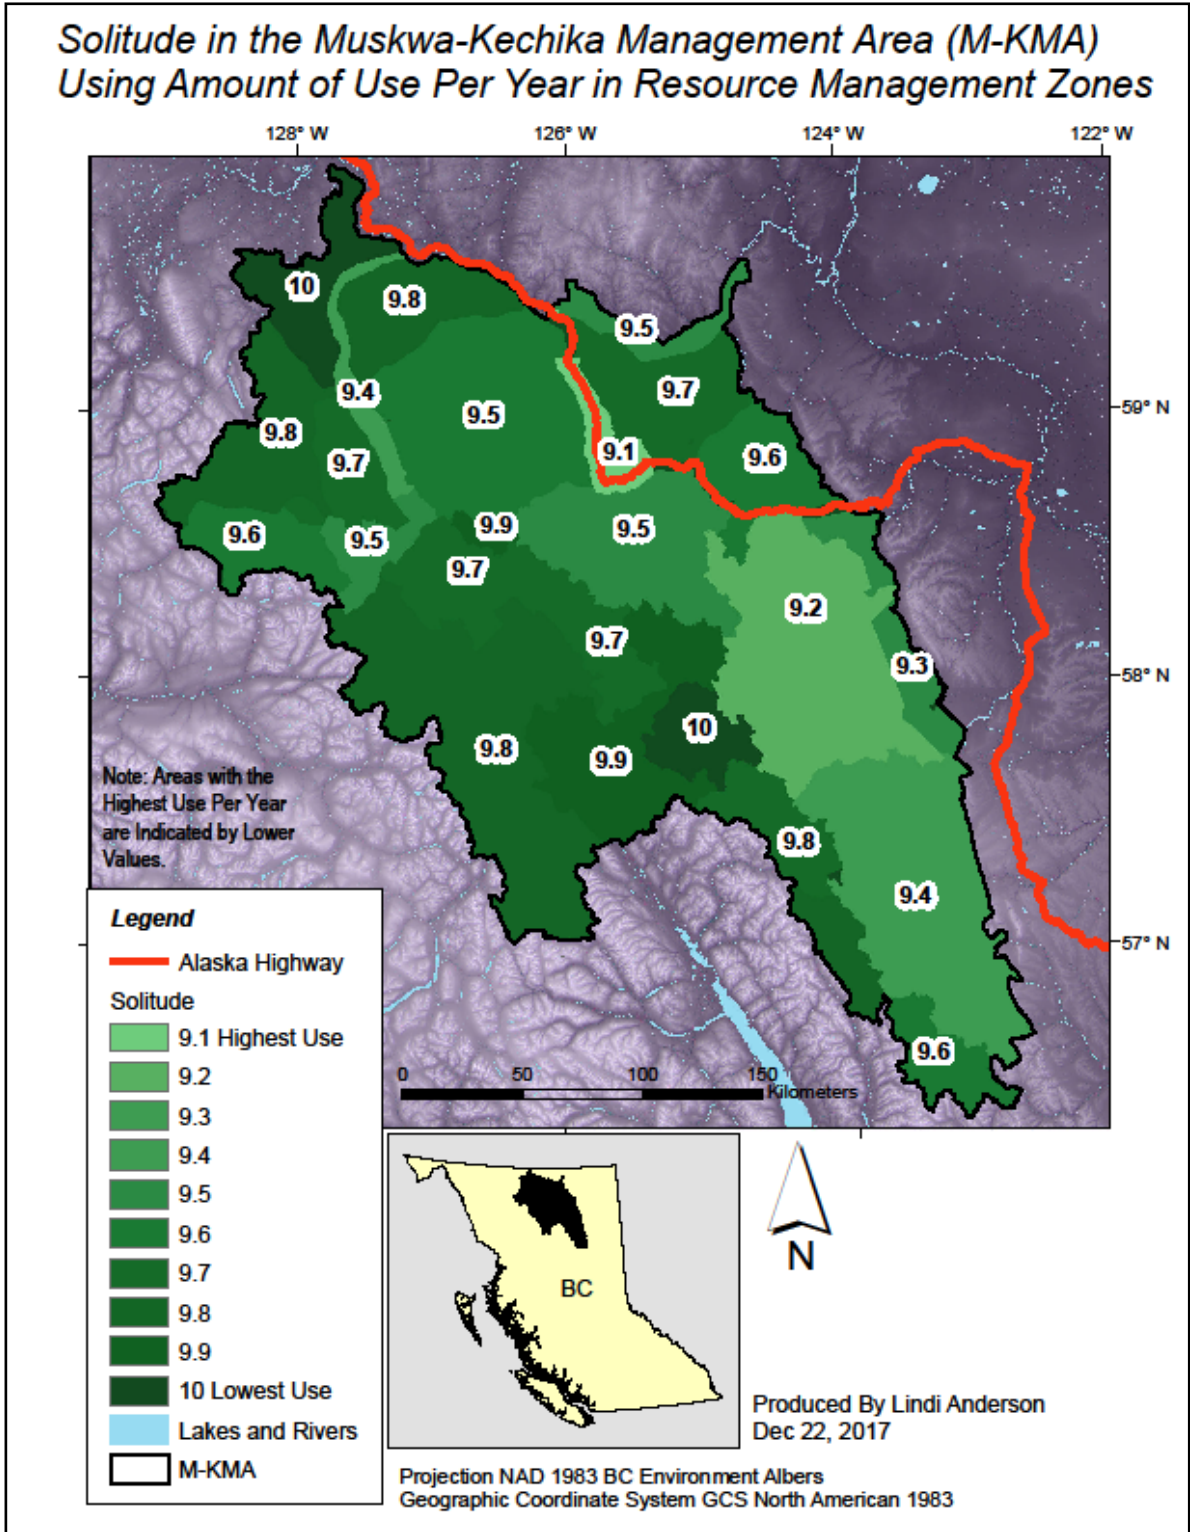 Solitude in the Muskwa-Kechika Management Area (M-KMA)
Using Amount of Use Per Year in Resource Management Zones
128° W
126° W
124° W
122° W
10
9.8
9.5
9.4
9.5
9.7
9.8
9.7
9.1
9.6
9.6
9.5
9.9
9.5
9.7
9.2
9.7
9.3
10
9.8
9.9
9.8
9.4
9.6
59° N
58° N
57° N
Note: Areas with the
Highest Use Per Year
are Indicated by Lower
Values.
0
50
100
150
Kilometers
Legend
Alaska Highway
Solitude
9.1 Highest Use
9.2
9.3
9.4
9.5
9.6
9.7
9.8
9.9
10 Lowest Use
Lakes and Rivers
M-KMA
BC
N
Produced By Lindi Anderson
Dec 22, 2017
Projection NAD 1983 BC Environment Albers
Geographic Coordinate System GCS North American 1983